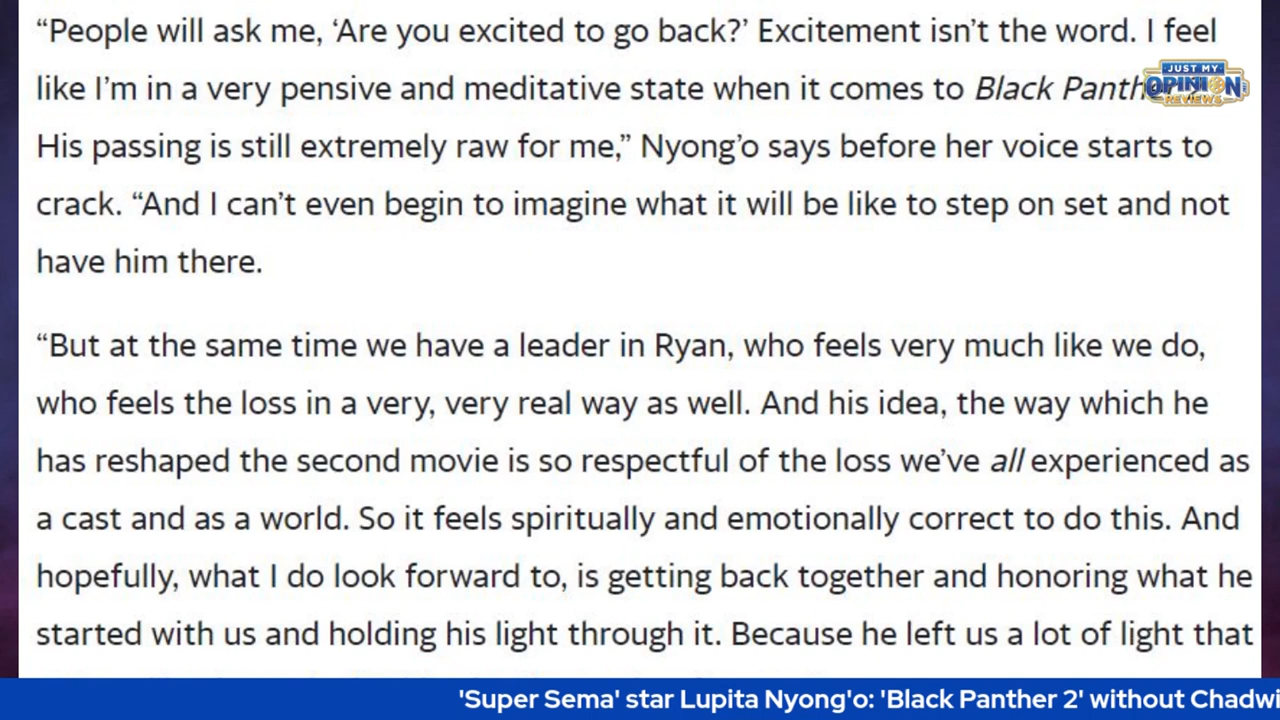 “People will ask me, ‘Are you excited to go back?’ Excitement isn’t the word. I feel
like I’m in a very pensive and meditative state when it comes to Black Panth
JUST MY
OPINION
REVIEWS
His passing is still extremely raw for me,” Nyong’o says before her voice starts to
crack. “And I can’t even begin to imagine what it will be like to step on set and not
have him there.
“But at the same time we have a leader in Ryan, who feels very much like we do,
who feels the loss in a very, very real way as well. And his idea, the way which he
has reshaped the second movie is so respectful of the loss we’ve all experienced as
a cast and as a world. So it feels spiritually and emotionally correct to do this. And
hopefully, what I do look forward to, is getting back together and honoring what he
started with us and holding his light through it. Because he left us a lot of light that
'Super Sema' star Lupita Nyong'o: 'Black Panther 2' without Chadwi